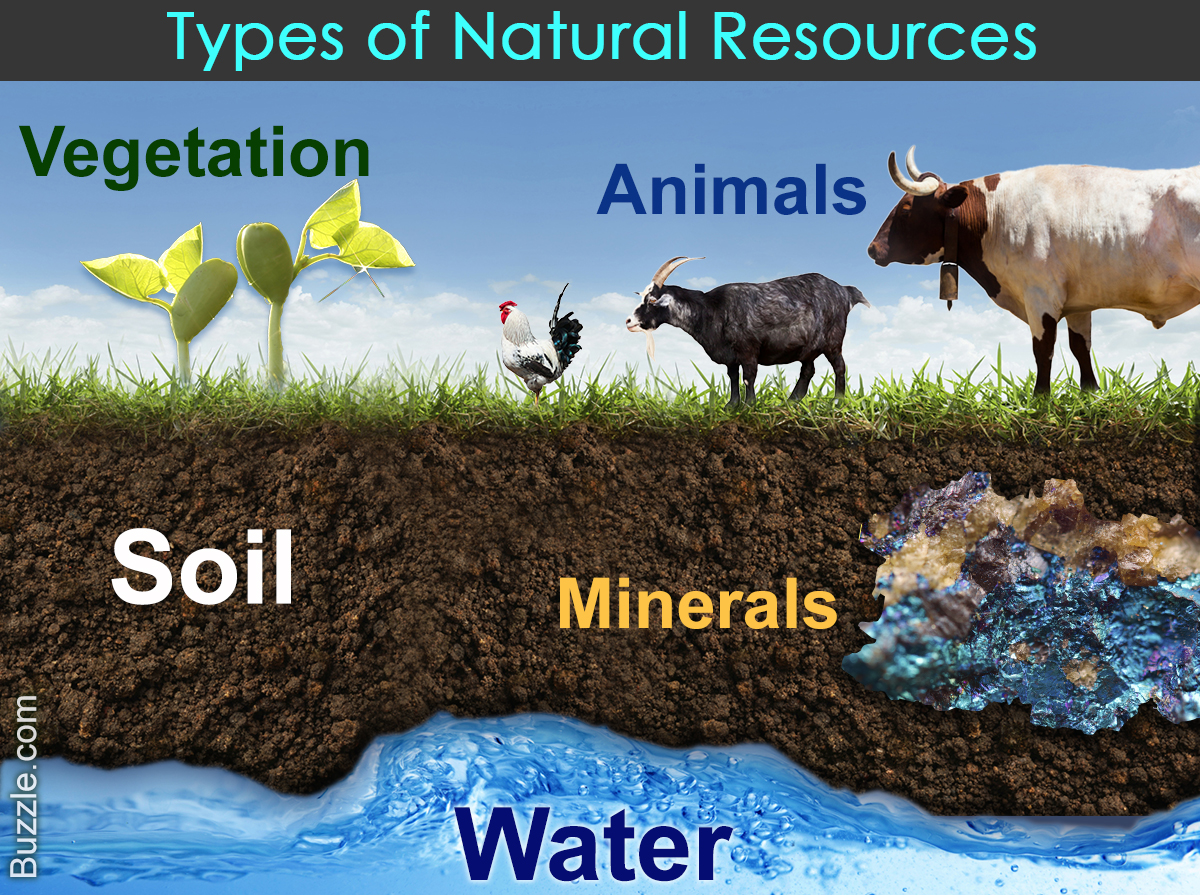 Types of Natural Resources
Vegetation
Animals
Soil
Minerals
Water
Buzzle.com